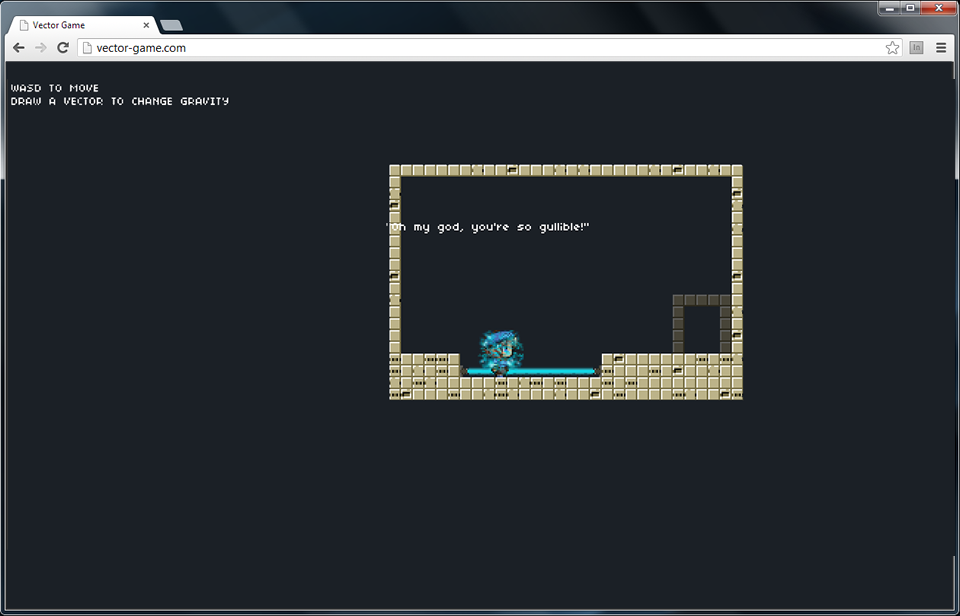 Vector Game
vector-game.com
WASD TO MOVE
DRAW A VECTOR TO CHANGE GRAVITY
"Oh my god, you're so gullible!"